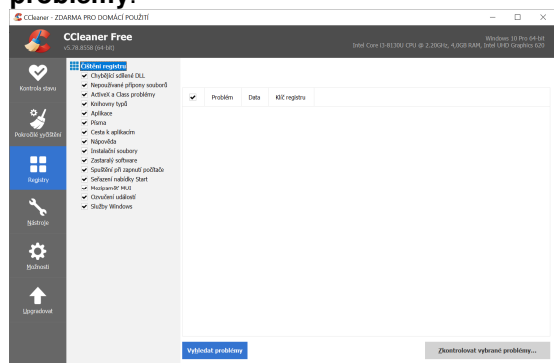 problémy.
CCleaner - ZDARMA PRO DOMÁCÍ POUŽITÍ
CCleaner Free
v5.78.8558 (64-bit)
Windows 10 Pro 64-bit
Intel Core i3-8130U CPU @ 2.20GHz, 4,0GB RAM, Intel UHD Graphics 620
Kontrola stavu
Pokročilé vyčištění
Registry
Nástroje
Možnosti
Upgradovat
Čištění registru
Chybějící sdílené DLL
Nepoužívané přípony souborů
ActiveX a Class problémy
Knihovny typů
Aplikace
Písma
Cesta k aplikacím
Nápověda
Instalační soubory
Zastaralý software
Spuštění při zapnutí počítače
Seřazení nabídky Start
Mezipaměť MUI
Ozvučení událostí
Služby Windows
Problém Data Klíč registru
Vyhledat problémy
Zkontrolovat vybrané problémy...